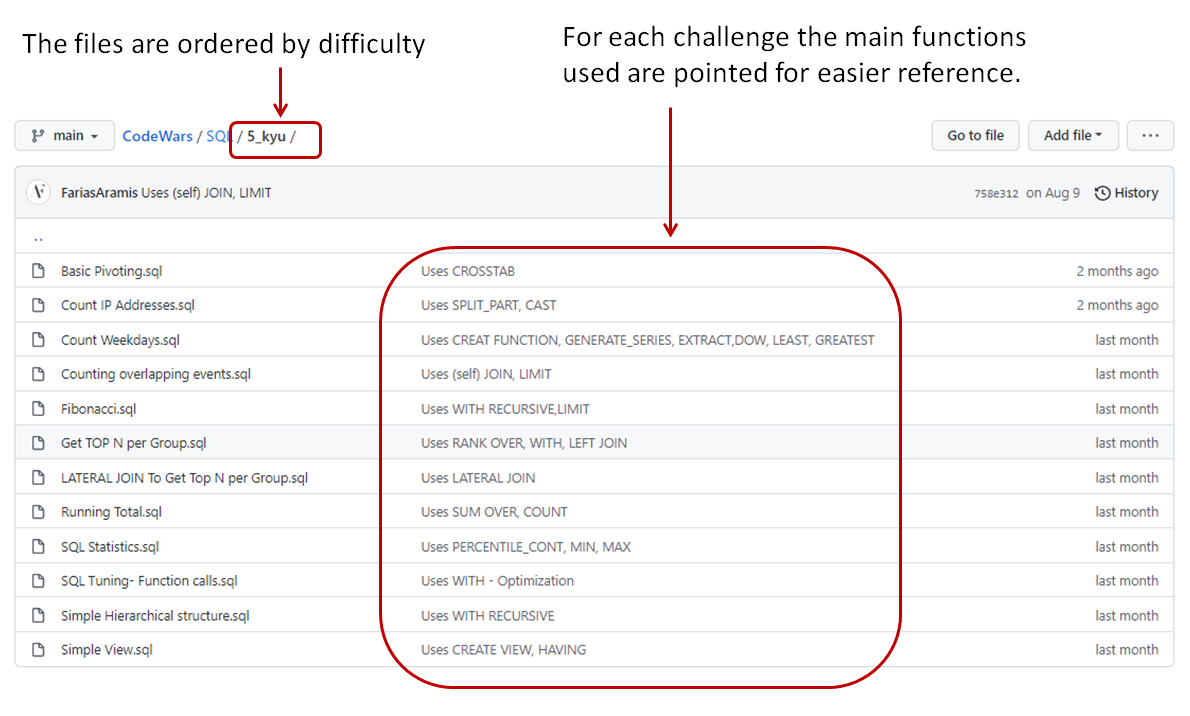 The files are ordered by difficulty
For each challenge the main functions
used are pointed for easier reference.
main CodeWars / SQL / 5_kyu / Go to file Add file ...
FariasAramis Uses (self) JOIN, LIMIT 758e312 on Aug 9 History
..
Basic Pivoting.sql Uses CROSSTAB 2 months ago
Count IP Addresses.sql Uses SPLIT_PART, CAST 2 months ago
Count Weekdays.sql Uses CREAT FUNCTION, GENERATE_SERIES, EXTRACT,DOW, LEAST, GREATEST last month
Counting overlapping events.sql Uses (self) JOIN, LIMIT last month
Fibonacci.sql Uses WITH RECURSIVE,LIMIT last month
Get TOP N per Group.sql Uses RANK OVER, WITH, LEFT JOIN last month
LATERAL JOIN To Get Top N per Group.sql Uses LATERAL JOIN last month
Running Total.sql Uses SUM OVER, COUNT last month
SQL Statistics.sql Uses PERCENTILE_CONT, MIN, MAX last month
SQL Tuning- Function calls.sql Uses WITH - Optimization last month
Simple Hierarchical structure.sql Uses WITH RECURSIVE last month
Simple View.sql Uses CREATE VIEW, HAVING last month